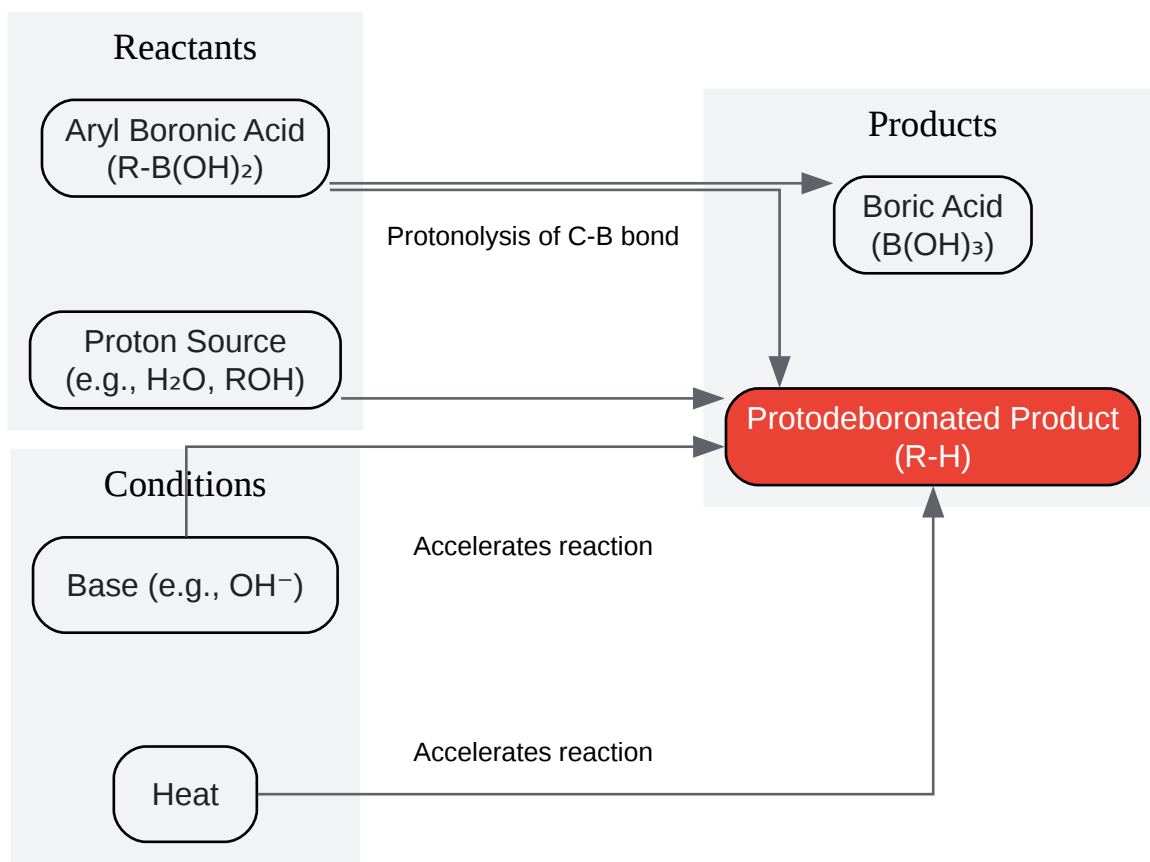 Reactants
Aryl Boronic Acid
(R-B(OH)₂)
Proton Source
(e.g., H₂O, ROH)
Protonolysis of C-B bond
Products
Boric Acid
(B(OH)₃)
Protodeboronated Product
(R-H)
Conditions
Base (e.g., OH⁻)
Accelerates reaction
Heat
Accelerates reaction